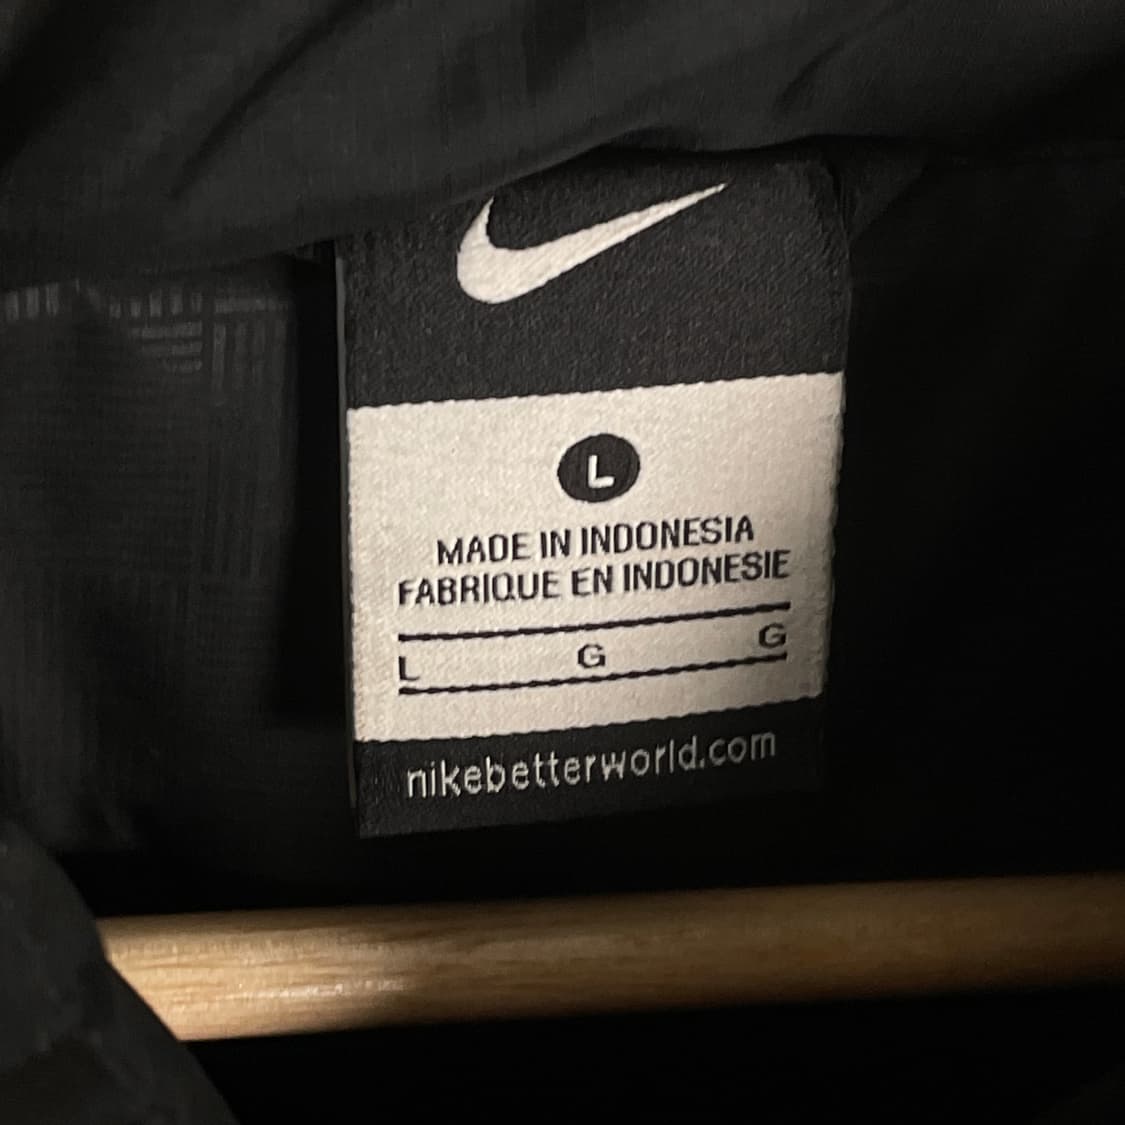 L
MADE IN INDONESIA
FABRIQUE EN INDONESIE
L G G
nikebetterworld.com